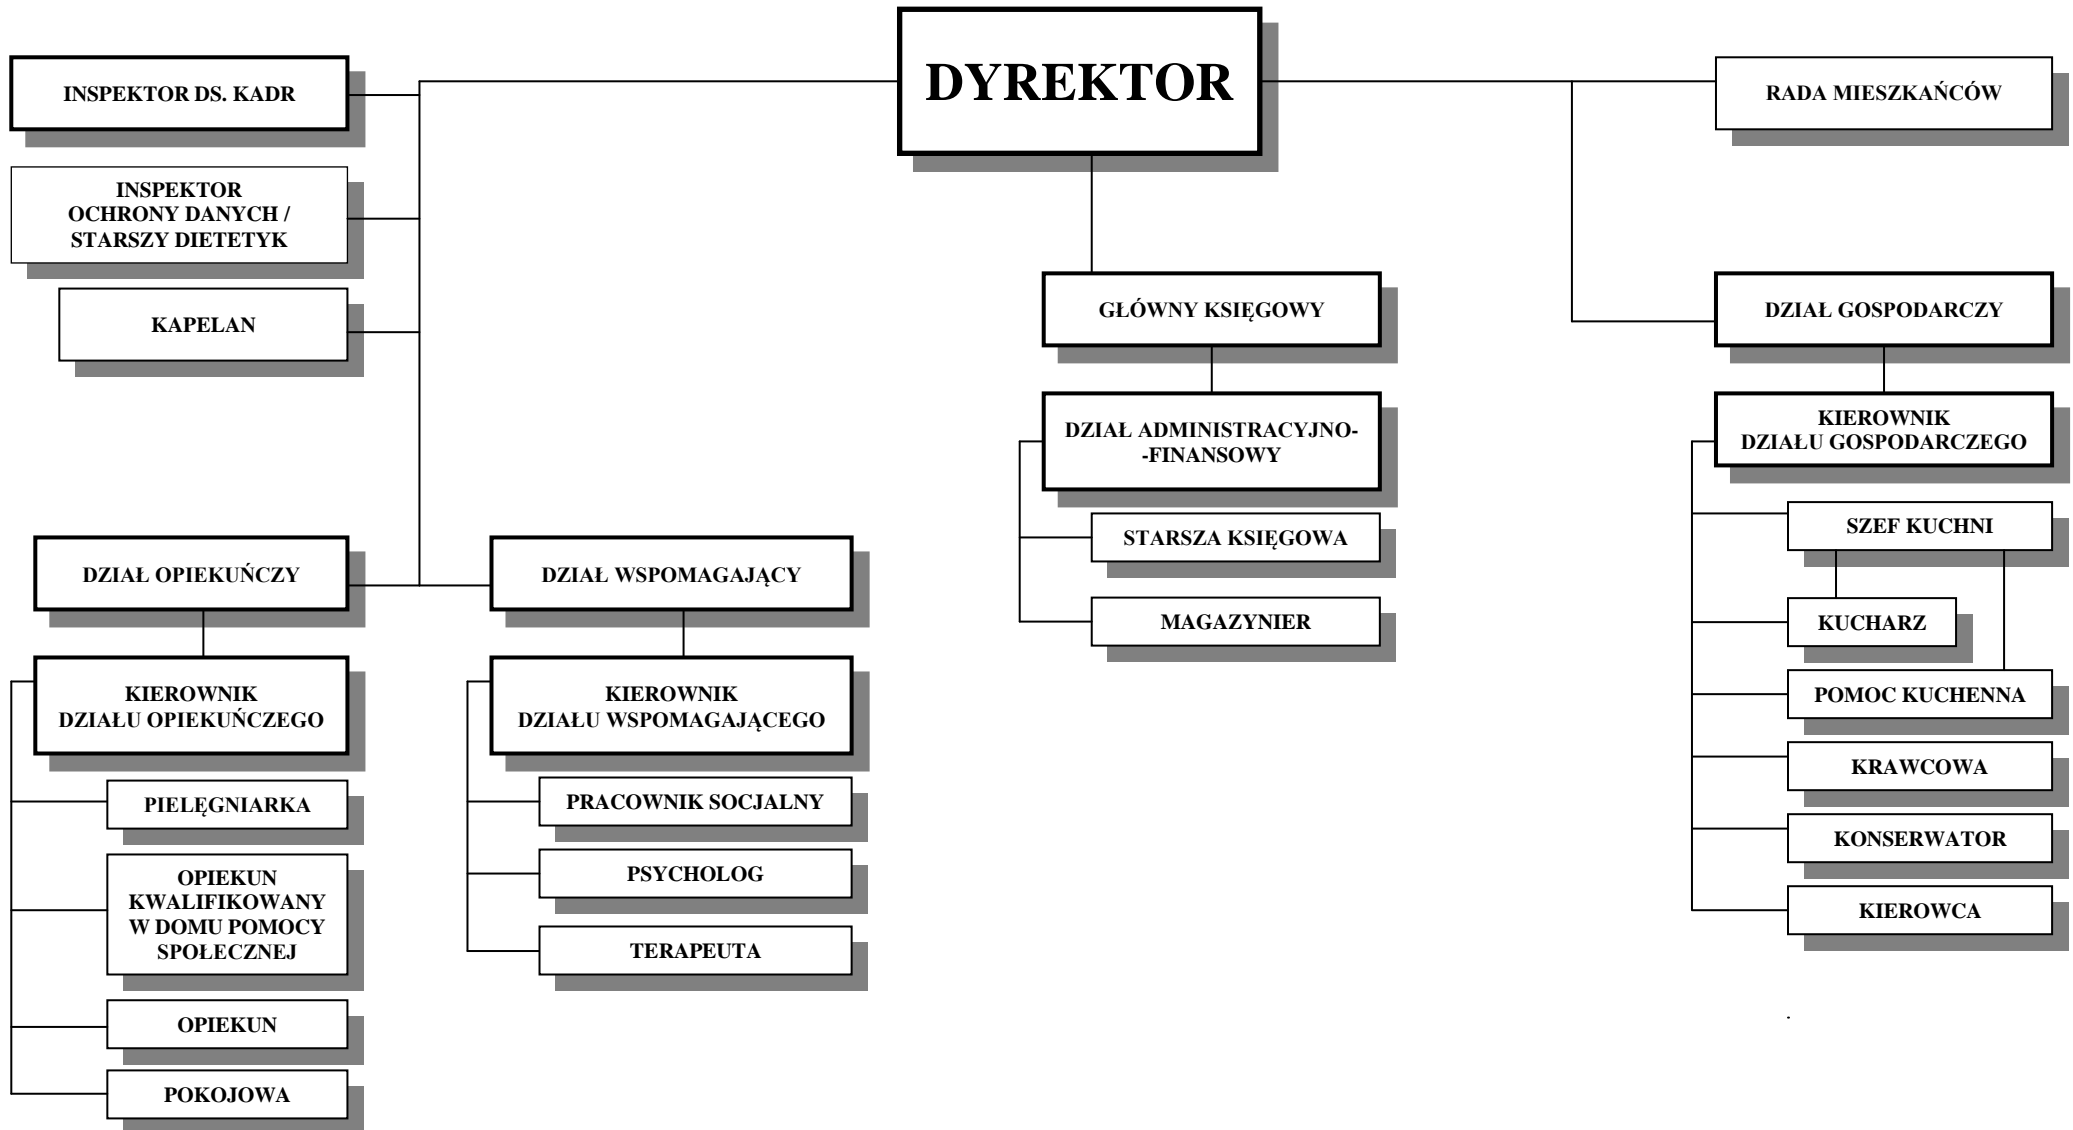 DYREKTOR
INSPEKTOR DS. KADR
RADA MIESZKAŃCÓW
INSPEKTOR
OCHRONY DANYCH /
STARSZY DIETETYK
KAPELAN
GŁÓWNY KSIĘGOWY
DZIAŁ GOSPODARCZY
DZIAŁ ADMINISTRACYJNO-
-FINANSOWY
KIEROWNIK
DZIAŁU GOSPODARCZEGO
STARSZA KSIĘGOWA
MAGAZYNIER
SZEF KUCHNI
KUCHARZ
POMOC KUCHENNA
KRAWCOWA
KONSERWATOR
KIEROWCA
DZIAŁ OPIEKUŃCZY
DZIAŁ WSPOMAGAJĄCY
KIEROWNIK
DZIAŁU OPIEKUŃCZEGO
KIEROWNIK
DZIAŁU WSPOMAGAJĄCEGO
PIELĘGNIARKA
OPIEKUN
KWALIFIKOWANY
W DOMU POMOCY
SPOŁECZNEJ
OPIEKUN
POKOJOWA
PRACOWNIK SOCJALNY
PSYCHOLOG
TERAPEUTA
.